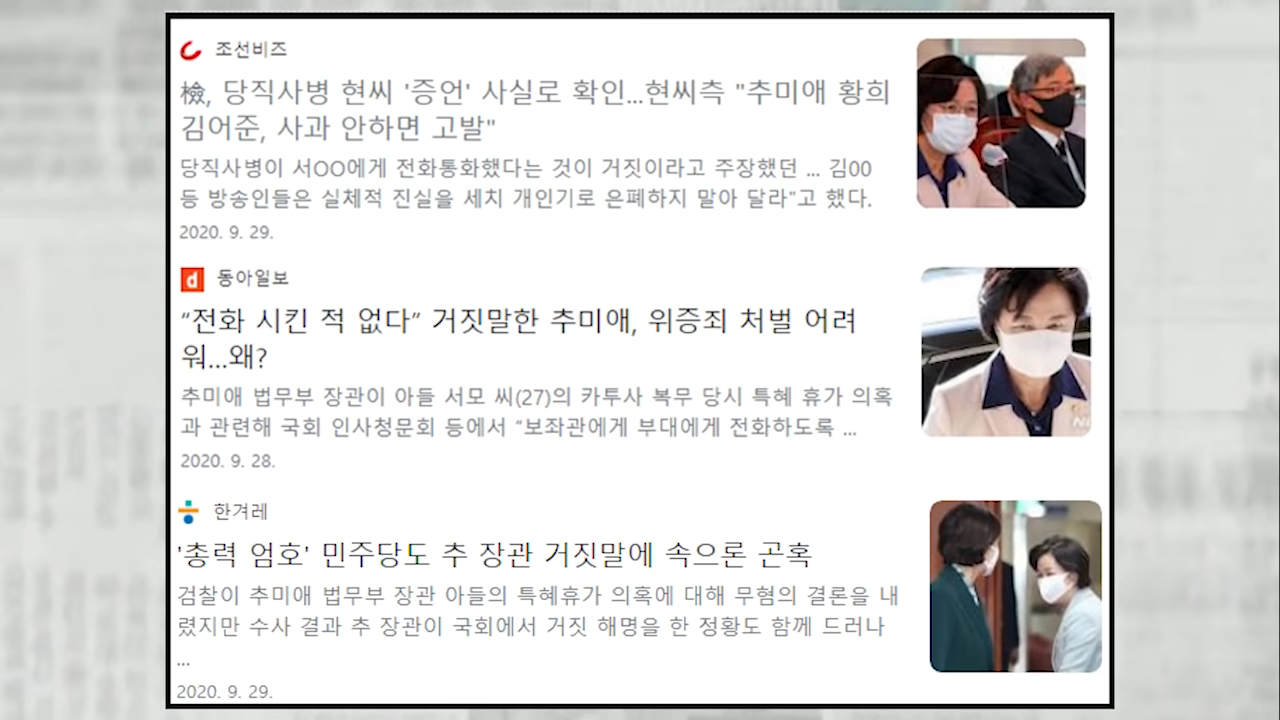 조선비즈
檢, 당직사병 현씨 '증언' 사실로 확인...현씨측 "추미애 황희
김어준, 사과 안하면 고발"
당직사병이 서OO에게 전화통화했다는 것이 거짓이라고 주장했던 ... 김00
등 방송인들은 실체적 진실을 세치 개인기로 은폐하지 말아 달라"고 했다.
2020. 9. 29.
동아일보
“전화 시킨 적 없다” 거짓말한 추미애, 위증죄 처벌 어려
워...왜?
추미애 법무부 장관이 아들 서모 씨(27)의 카투사 복무 당시 특혜 휴가 의혹
과 관련해 국회 인사청문회 등에서 “보좌관에게 부대에게 전화하도록 ...
2020. 9. 28.
한겨레
'총력 엄호' 민주당도 추 장관 거짓말에 속으론 곤혹
검찰이 추미애 법무부 장관 아들의 특혜휴가 의혹에 대해 무혐의 결론을 내
렸지만 수사 결과 추 장관이 국회에서 거짓 해명을 한 정황도 함께 드러나
...
2020. 9. 29.